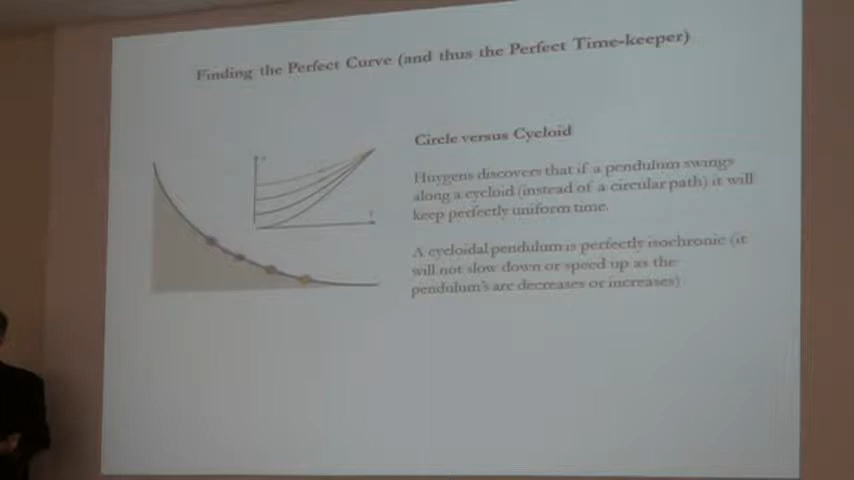 Finding the Perfect Curve (and thus the Perfect Time-keeper)
Circle versus Cycloid
Huygens discovers that if a pendulum swings
along a cycloid (instead of a circular path) it will
keep perfectly uniform time.
A cycloidal pendulum is perfectly isochronic (it
will not slow down or speed up as the
pendulum's arc decreases or increases)